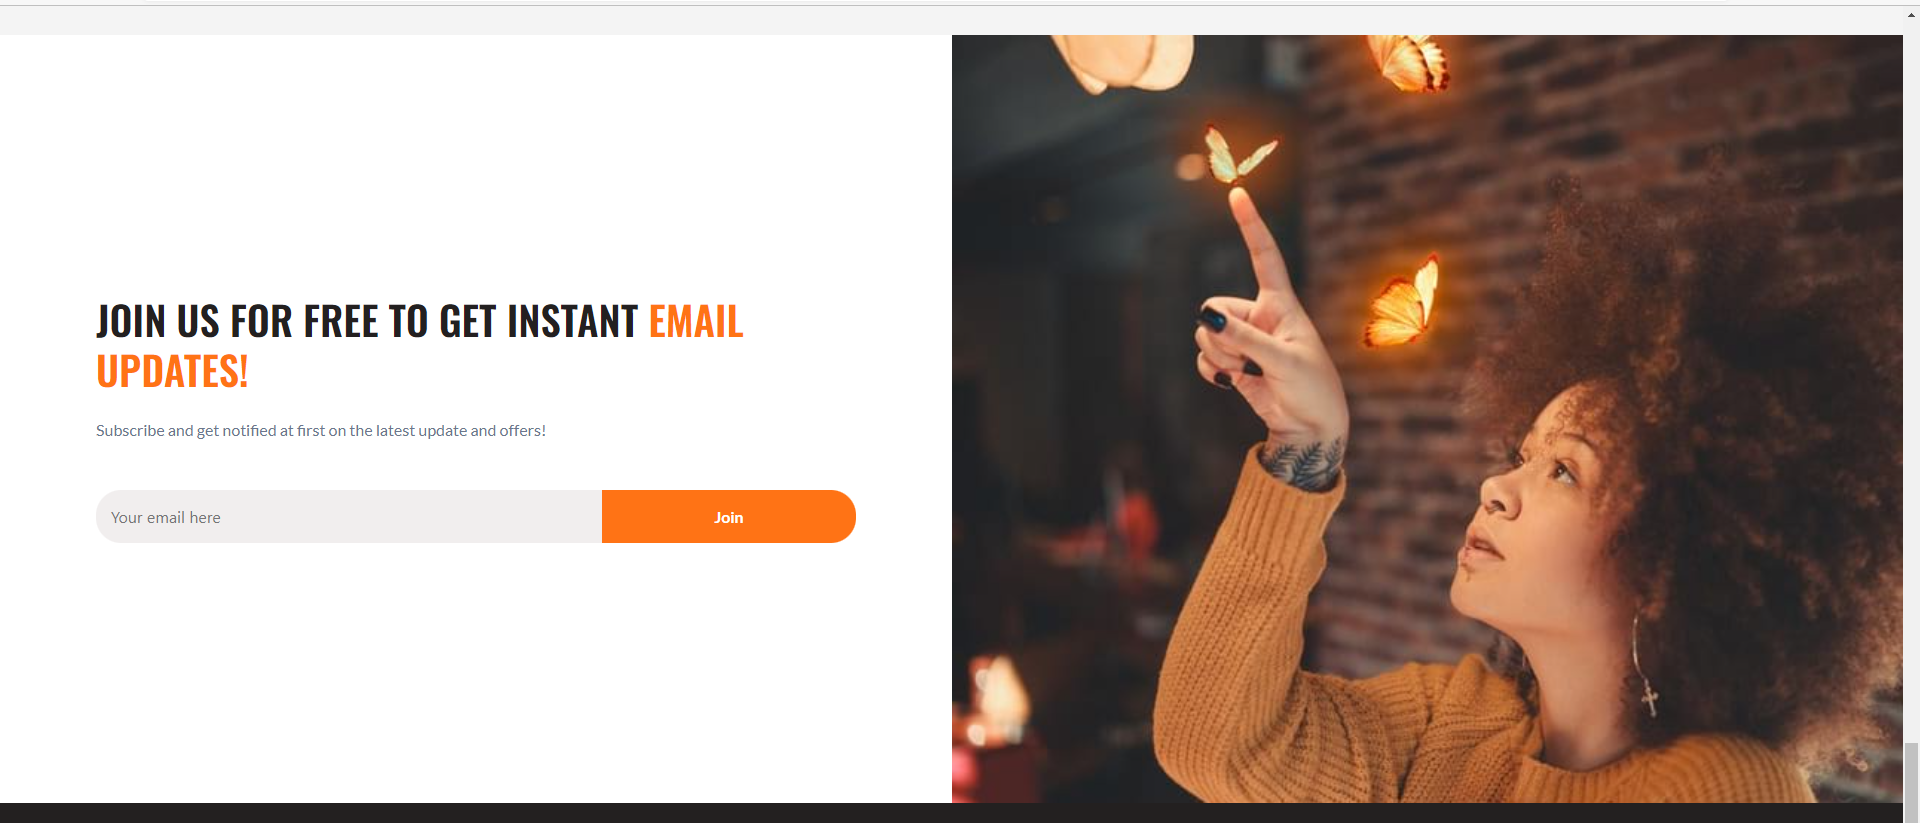 JOIN US FOR FREE TO GET INSTANT EMAIL
UPDATES!
Subscribe and get notified at first on the latest update and offers!
Your email here
Join